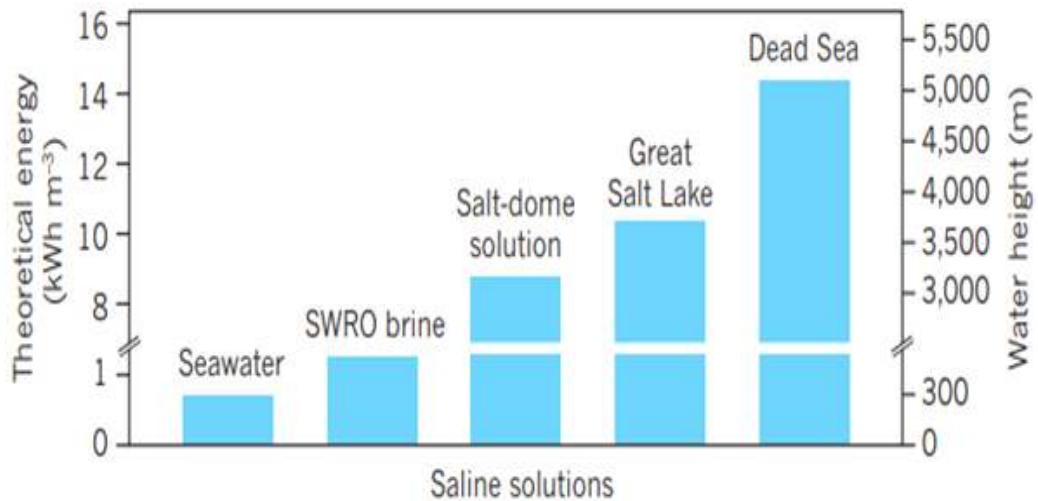 Theoretical energy
(kWh m⁻³)
16
14
12
10
8
1
0
Seawater
SWRO brine
Salt-dome
solution
Great
Salt Lake
Dead Sea
5,500
5,000
4,500
4,000
3,500
3,000
300
0
Water height (m)
Saline solutions